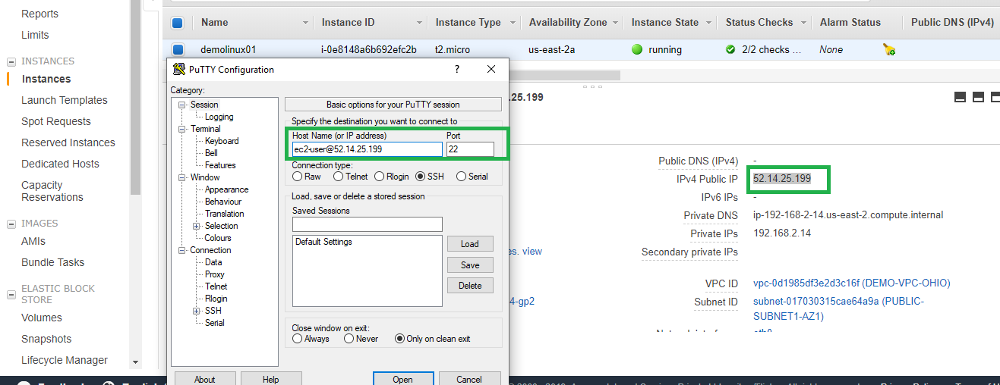 Reports
Limits
INSTANCES
Instances
Launch Templates
Spot Requests
Reserved Instances
Dedicated Hosts
Capacity
Reservations
IMAGES
AMIs
Bundle Tasks
ELASTIC BLOCK
STORE
Volumes
Snapshots
Lifecycle Manager
Name Instance ID Instance Type Availability Zone Instance State Status Checks Alarm Status Public DNS (IPv4)
demolinux01 i-0e8148a6b692efc2b t2.micro us-east-2a running 2/2 checks ... None
PuTTY Configuration
?
Category:
Session
Logging
Terminal
Keyboard
Bell
Features
Window
Appearance
Behaviour
Translation
Selection
Colours
Connection
Data
Proxy
Telnet
Rlogin
SSH
Serial
Basic options for your PuTTY session
Specify the destination you want to connect to
Host Name (or IP address) Port
ec2-user@52.14.25.199 22
Connection type:
Raw Telnet Rlogin SSH Serial
Load, save or delete a stored session
Saved Sessions
Default Settings
Load
Save
Delete
Close window on exit:
Always Never Only on clean exit
About Help Open Cancel
.25.199
Public DNS (IPv4) -
IPv4 Public IP 52.14.25.199
IPv6 IPs -
Private DNS ip-192-168-2-14.us-east-2.compute.internal
Private IPs 192.168.2.14
es. view
Secondary private IPs
VPC ID vpc-0d1985df3e2d3c16f (DEMO-VPC-OHIO)
4-gp2
Subnet ID subnet-017030315cae64a9a (PUBLIC-
SUBNET1-AZ1)